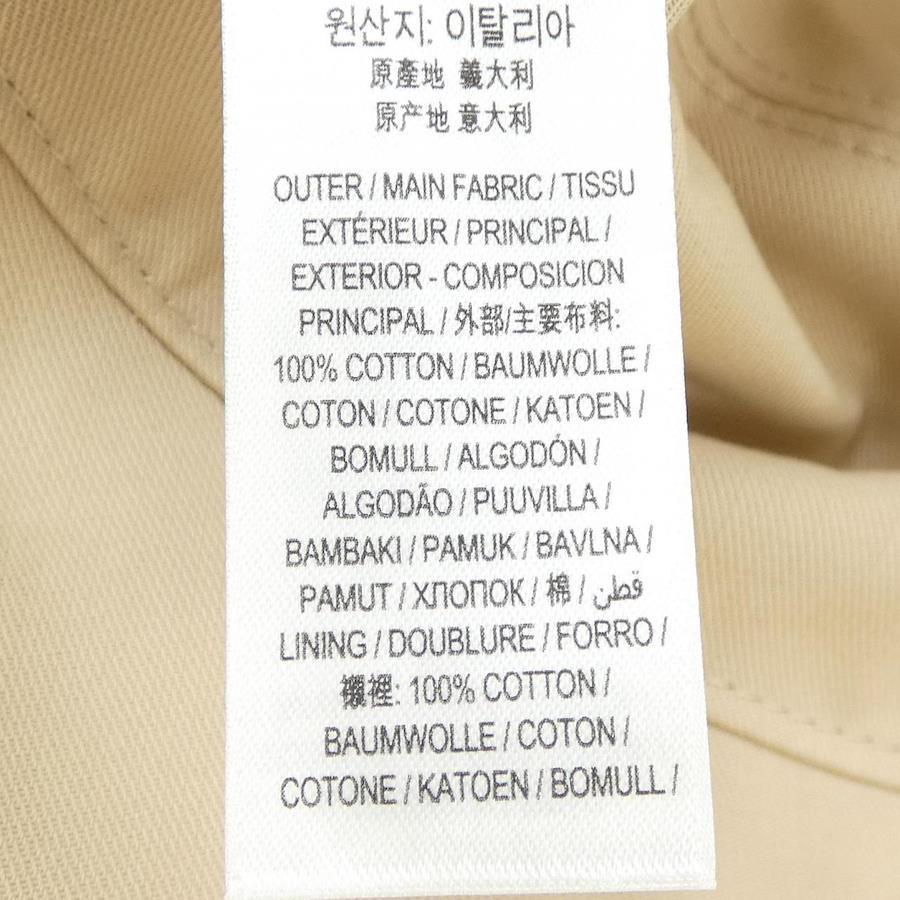 원산지: 이탈리아
原產地 義大利
原产地 意大利
OUTER / MAIN FABRIC / TISSU
EXTÉRIEUR / PRINCIPAL /
EXTERIOR - COMPOSICION
PRINCIPAL / 外部/主要布料:
100% COTTON / BAUMWOLLE /
COTON / COTONE / KATOEN /
BOMULL / ALGODÓN /
ALGODÃO / PUUVILLA /
BAMBAKI / PAMUK / BAVLNA /
PAMUT / ХЛОПОК / 棉 / قطن
LINING / DOUBLURE / FORRO /
襯裡: 100% COTTON /
BAUMWOLLE / COTON /
COTONE / KATOEN / BOMULL /